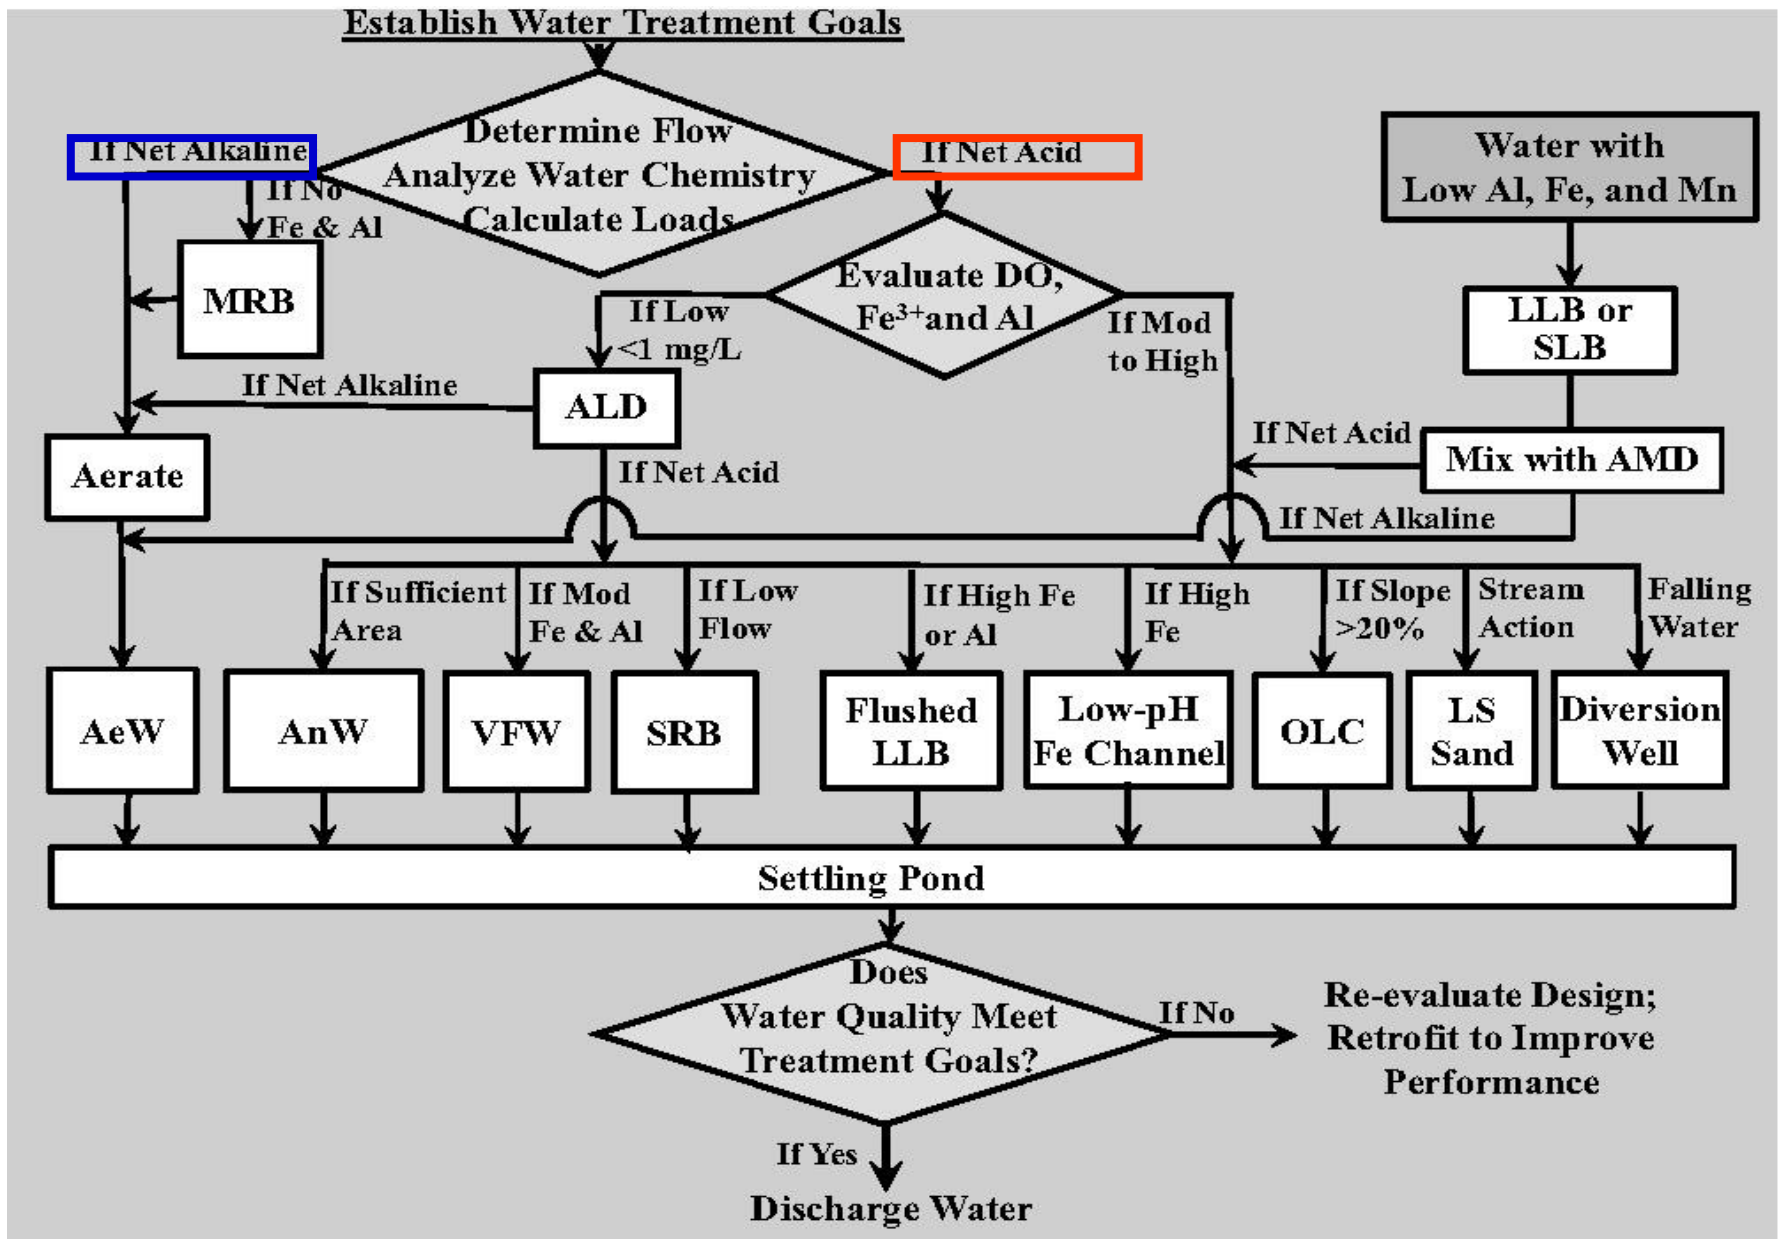 Establish Water Treatment Goals
Determine Flow
Analyze Water Chemistry
Calculate Loads
If Net Alkaline
If Net Acid
If No
Fe & Al
MRB
Evaluate DO,
Fe³⁺and Al
Water with
Low Al, Fe, and Mn
LLB or
SLB
If Low
<1 mg/L
If Mod
to High
If Net Alkaline
ALD
Aerate
If Net Acid
If Net Acid
Mix with AMD
If Net Alkaline
If Sufficient
Area
If Mod
Fe & Al
If Low
Flow
If High Fe
or Al
If High
Fe
If Slope
>20%
Stream
Action
Falling
Water
AeW
AnW
VFW
SRB
Flushed
LLB
Low-pH
Fe Channel
OLC
LS
Sand
Diversion
Well
Settling Pond
Does
Water Quality Meet
Treatment Goals?
If No
Re-evaluate Design;
Retrofit to Improve
Performance
If Yes
Discharge Water